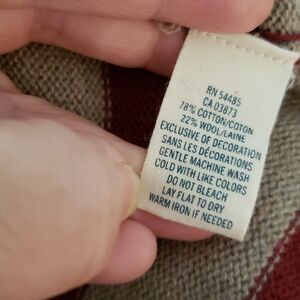 RN 54485
CA 03873
78% COTTON/COTON
22% WOOL/LAINE
EXCLUSIVE OF DECORATION
SANS LES DÉCORATIONS
GENTLE MACHINE WASH
COLD WITH LIKE COLORS
DO NOT BLEACH
LAY FLAT TO DRY
WARM IRON IF NEEDED